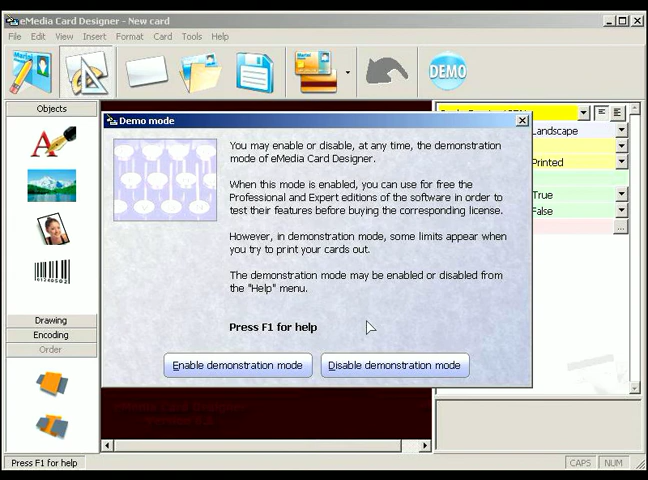 eMedia Card Designer - New card
File Edit View Insert Format Card Tools Help
DEMO
Objects
Demo mode
You may enable or disable, at any time, the demonstration
mode of eMedia Card Designer.
When this mode is enabled, you can use for free the
Professional and Expert editions of the software in order to
test their features before buying the corresponding license.
However, in demonstration mode, some limits appear when
you try to print your cards out.
The demonstration mode may be enabled or disabled from
the "Help" menu.
Press F1 for help
Enable demonstration mode
Disable demonstration mode
Landscape
Printed
True
False
...
Drawing
Encoding
Order
eMedia Card Designer
Press F1 for help
CAPS NUM